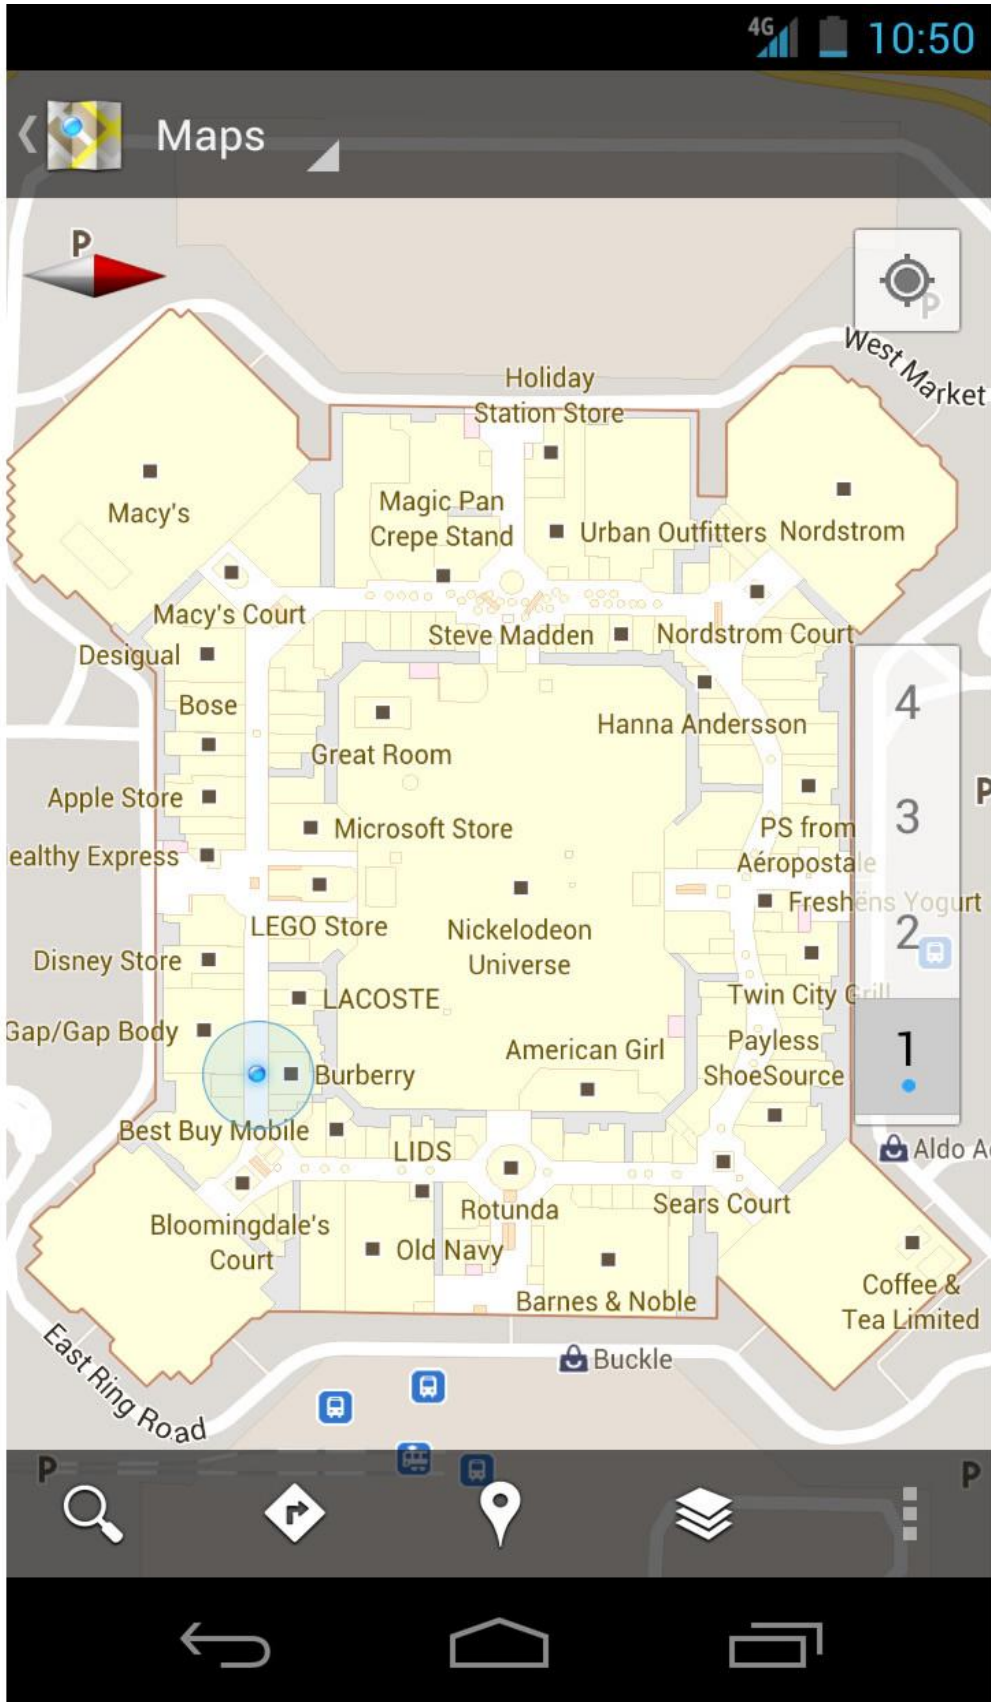 4G 10:50
Maps
P
P
West Market
Holiday
Station Store
Macy's
Magic Pan
Crepe Stand
Urban Outfitters
Nordstrom
Macy's Court
Steve Madden
Nordstrom Court
Desigual
Bose
Hanna Andersson
4
Great Room
Apple Store
P
Microsoft Store
PS from
Aéropostale
3
ealthy Express
Freshëns Yogurt
LEGO Store
Nickelodeon
Universe
2
Disney Store
LACOSTE
Twin City Grill
Gap/Gap Body
American Girl
Payless
ShoeSource
1
Burberry
Best Buy Mobile
LIDS
Aldo A
Bloomingdale's
Court
Rotunda
Sears Court
Old Navy
Barnes & Noble
Coffee &
Tea Limited
East Ring Road
Buckle
P
P